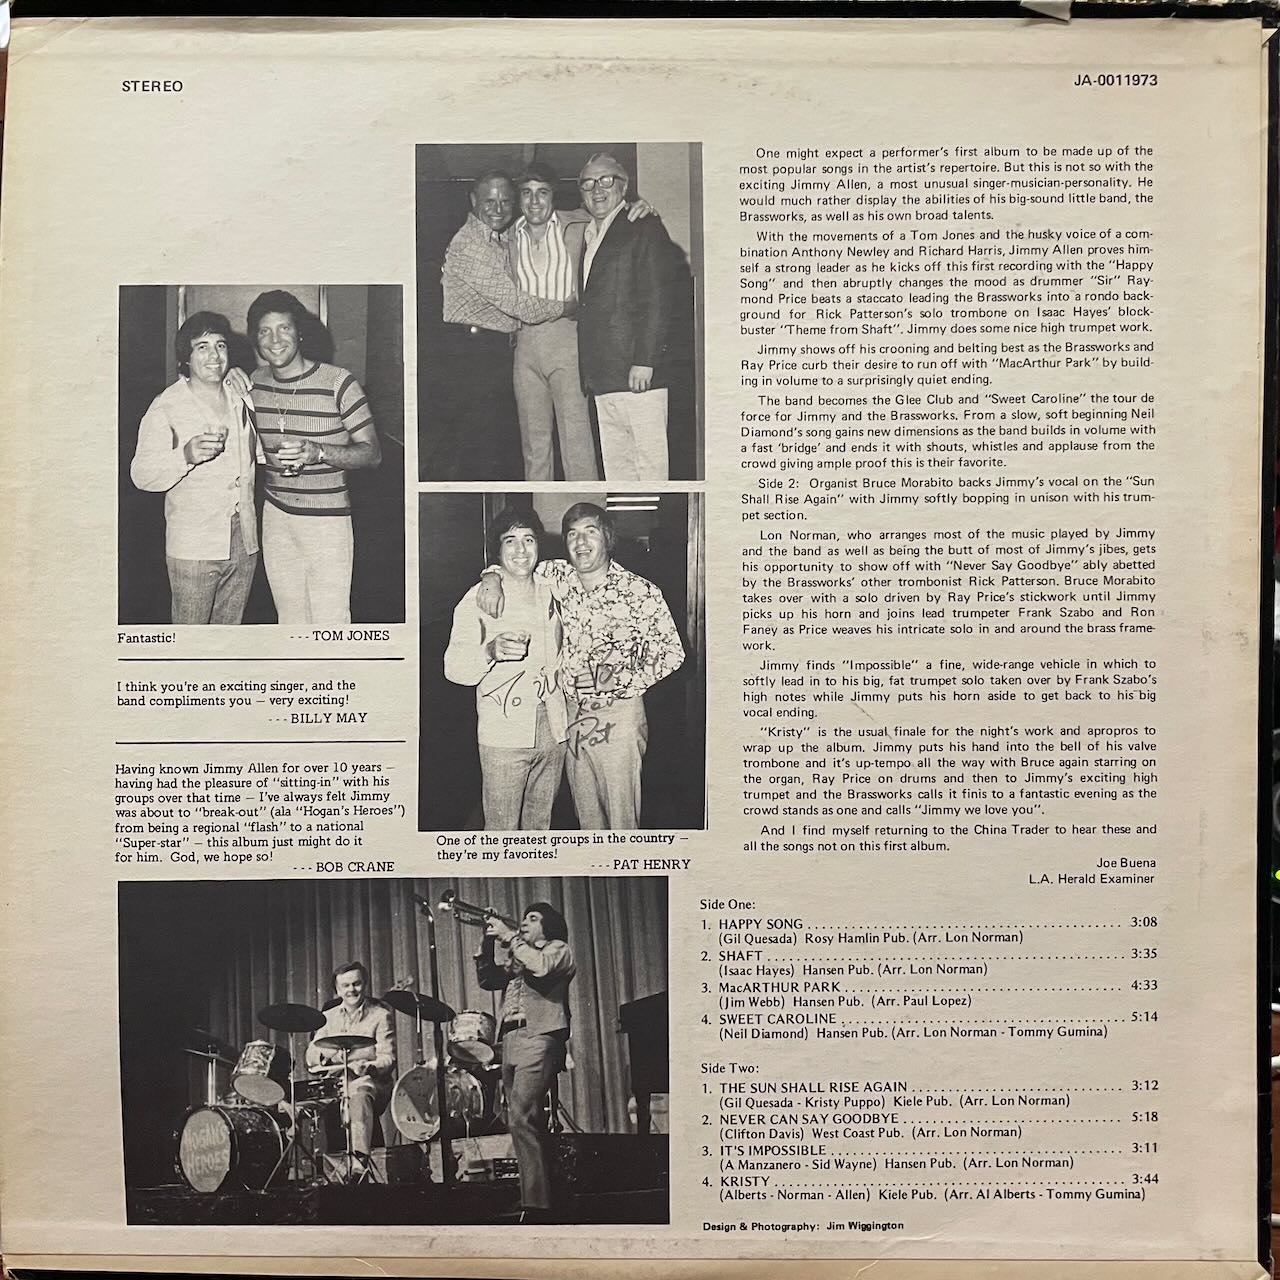 STEREO
JA-0011973
Fantastic!
--- TOM JONES
I think you're an exciting singer, and the
band compliments you – very exciting!
--- BILLY MAY
Having known Jimmy Allen for over 10 years –
having had the pleasure of "sitting-in" with his
groups over that time – I've always felt Jimmy
was about to "break-out" (ala "Hogan's Heroes")
from being a regional "flash" to a national
"Super-star" – this album just might do it
for him. God, we hope so!
--- BOB CRANE
To Bill
Love
Pat
One of the greatest groups in the country –
they're my favorites!
--- PAT HENRY
HOGAN'S
HEROES
One might expect a performer's first album to be made up of the
most popular songs in the artist's repertoire. But this is not so with the
exciting Jimmy Allen, a most unusual singer-musician-personality. He
would much rather display the abilities of his big-sound little band, the
Brassworks, as well as his own broad talents.
With the movements of a Tom Jones and the husky voice of a com-
bination Anthony Newley and Richard Harris, Jimmy Allen proves him-
self a strong leader as he kicks off this first recording with the "Happy
Song" and then abruptly changes the mood as drummer "Sir" Ray-
mond Price beats a staccato leading the Brassworks into a rondo back-
ground for Rick Patterson's solo trombone on Isaac Hayes' block-
buster "Theme from Shaft". Jimmy does some nice high trumpet work.
Jimmy shows off his crooning and belting best as the Brassworks and
Ray Price curb their desire to run off with "MacArthur Park" by build-
ing in volume to a surprisingly quiet ending.
The band becomes the Glee Club and "Sweet Caroline" the tour de
force for Jimmy and the Brassworks. From a slow, soft beginning Neil
Diamond's song gains new dimensions as the band builds in volume with
a fast 'bridge' and ends it with shouts, whistles and applause from the
crowd giving ample proof this is their favorite.
Side 2: Organist Bruce Morabito backs Jimmy's vocal on the "Sun
Shall Rise Again" with Jimmy softly bopping in unison with his trum-
pet section.
Lon Norman, who arranges most of the music played by Jimmy
and the band as well as being the butt of most of Jimmy's jibes, gets
his opportunity to show off with "Never Say Goodbye" ably abetted
by the Brassworks' other trombonist Rick Patterson. Bruce Morabito
takes over with a solo driven by Ray Price's stickwork until Jimmy
picks up his horn and joins lead trumpeter Frank Szabo and Ron
Faney as Price weaves his intricate solo in and around the brass frame-
work.
Jimmy finds "Impossible" a fine, wide-range vehicle in which to
softly lead in to his big, fat trumpet solo taken over by Frank Szabo's
high notes while Jimmy puts his horn aside to get back to his big
vocal ending.
"Kristy" is the usual finale for the night's work and apropros to
wrap up the album. Jimmy puts his hand into the bell of his valve
trombone and it's up-tempo all the way with Bruce again starring on
the organ, Ray Price on drums and then to Jimmy's exciting high
trumpet and the Brassworks calls it finis to a fantastic evening as the
crowd stands as one and calls "Jimmy we love you".
And I find myself returning to the China Trader to hear these and
all the songs not on this first album.
Joe Buena
L.A. Herald Examiner
Side One:
1. HAPPY SONG ........................................ 3:08
(Gil Quesada) Rosy Hamlin Pub. (Arr. Lon Norman)
2. SHAFT ........................................ 3:35
(Isaac Hayes) Hansen Pub. (Arr. Lon Norman)
3. MacARTHUR PARK ........................................ 4:33
(Jim Webb) Hansen Pub. (Arr. Paul Lopez)
4. SWEET CAROLINE ........................................ 5:14
(Neil Diamond) Hansen Pub. (Arr. Lon Norman - Tommy Gumina)
Side Two:
1. THE SUN SHALL RISE AGAIN ........................................ 3:12
(Gil Quesada - Kristy Puppo) Kiele Pub. (Arr. Lon Norman)
2. NEVER CAN SAY GOODBYE ........................................ 5:18
(Clifton Davis) West Coast Pub. (Arr. Lon Norman)
3. IT'S IMPOSSIBLE ........................................ 3:11
(A Manzanero - Sid Wayne) Hansen Pub. (Arr. Lon Norman)
4. KRISTY ........................................ 3:44
(Alberts - Norman - Allen) Kiele Pub. (Arr. Al Alberts - Tommy Gumina)
Design & Photography: Jim Wiggington